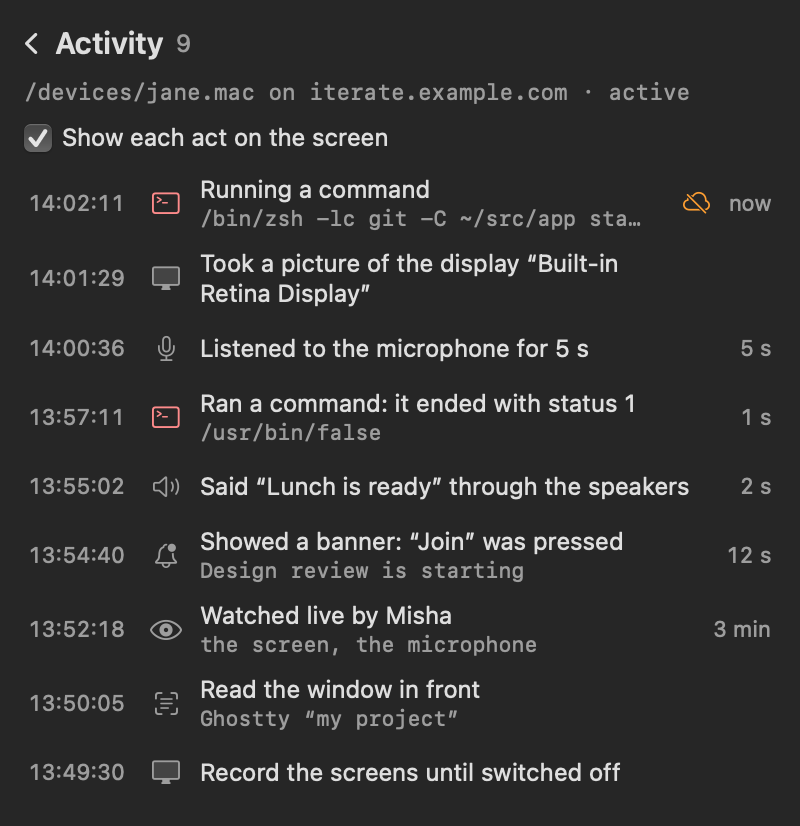 Activity 9
/devices/jane.mac on iterate.example.com · active
Show each act on the screen
14:02:11 Running a command now
/bin/zsh -lc git -C ~/src/app sta…
14:01:29 Took a picture of the display “Built-in
Retina Display”
14:00:36 Listened to the microphone for 5 s 5 s
13:57:11 Ran a command: it ended with status 1 1 s
/usr/bin/false
13:55:02 Said “Lunch is ready” through the speakers 2 s
13:54:40 Showed a banner: “Join” was pressed 12 s
Design review is starting
13:52:18 Watched live by Misha 3 min
the screen, the microphone
13:50:05 Read the window in front
Ghostty “my project”
13:49:30 Record the screens until switched off